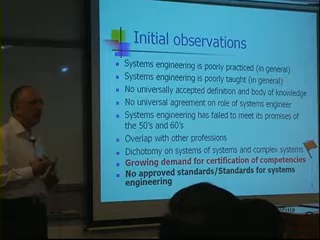 Initial observations
Systems engineering is poorly practiced (in general)
Systems engineering is poorly taught (in general)
No universally accepted definition and body of knowledge
No universal agreement on role of systems engineer
Systems engineering has failed to meet its promises of
the 50's and 60's
Overlap with other professions
Dichotomy on systems of systems and complex systems
Growing demand for certification of competencies
No approved standards/Standards for systems
engineering